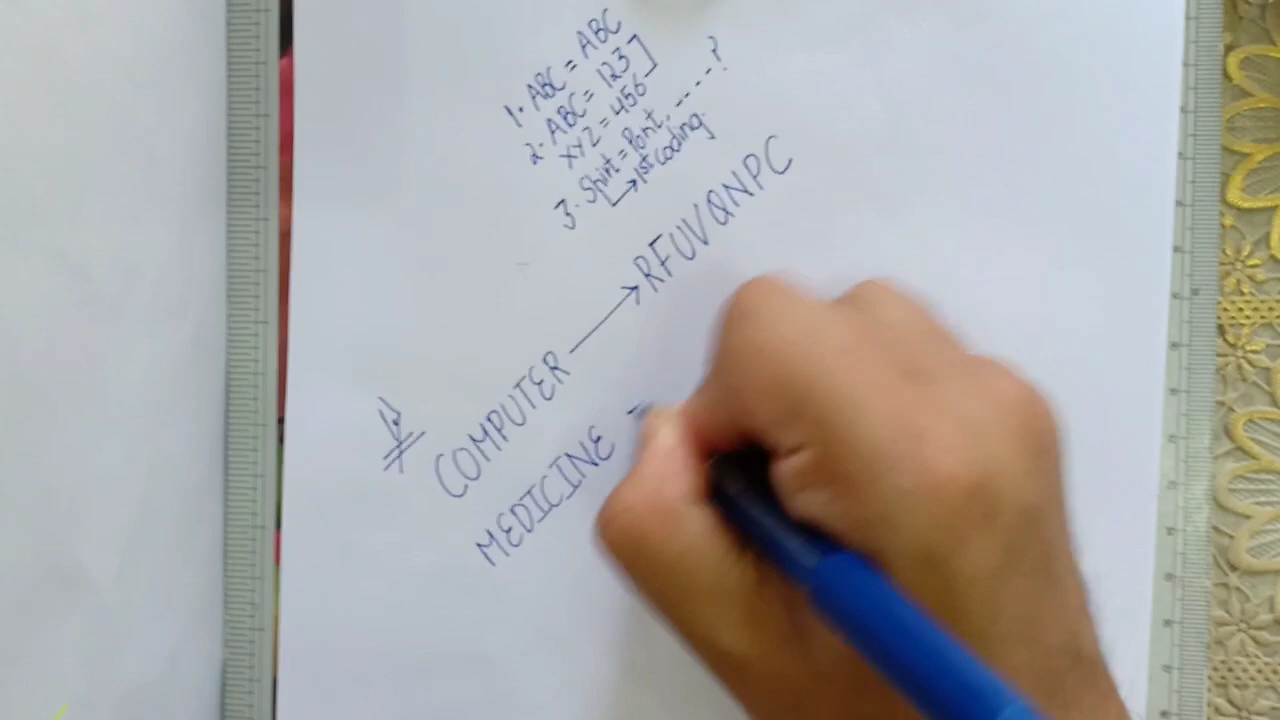 1. ABC = ABC
2. ABC = 123]
XYZ = 456
3. Shirt = Pant. - - - - - ?
→ 1st coding.
COMPUTER → RFUVQNPC
MEDICINE